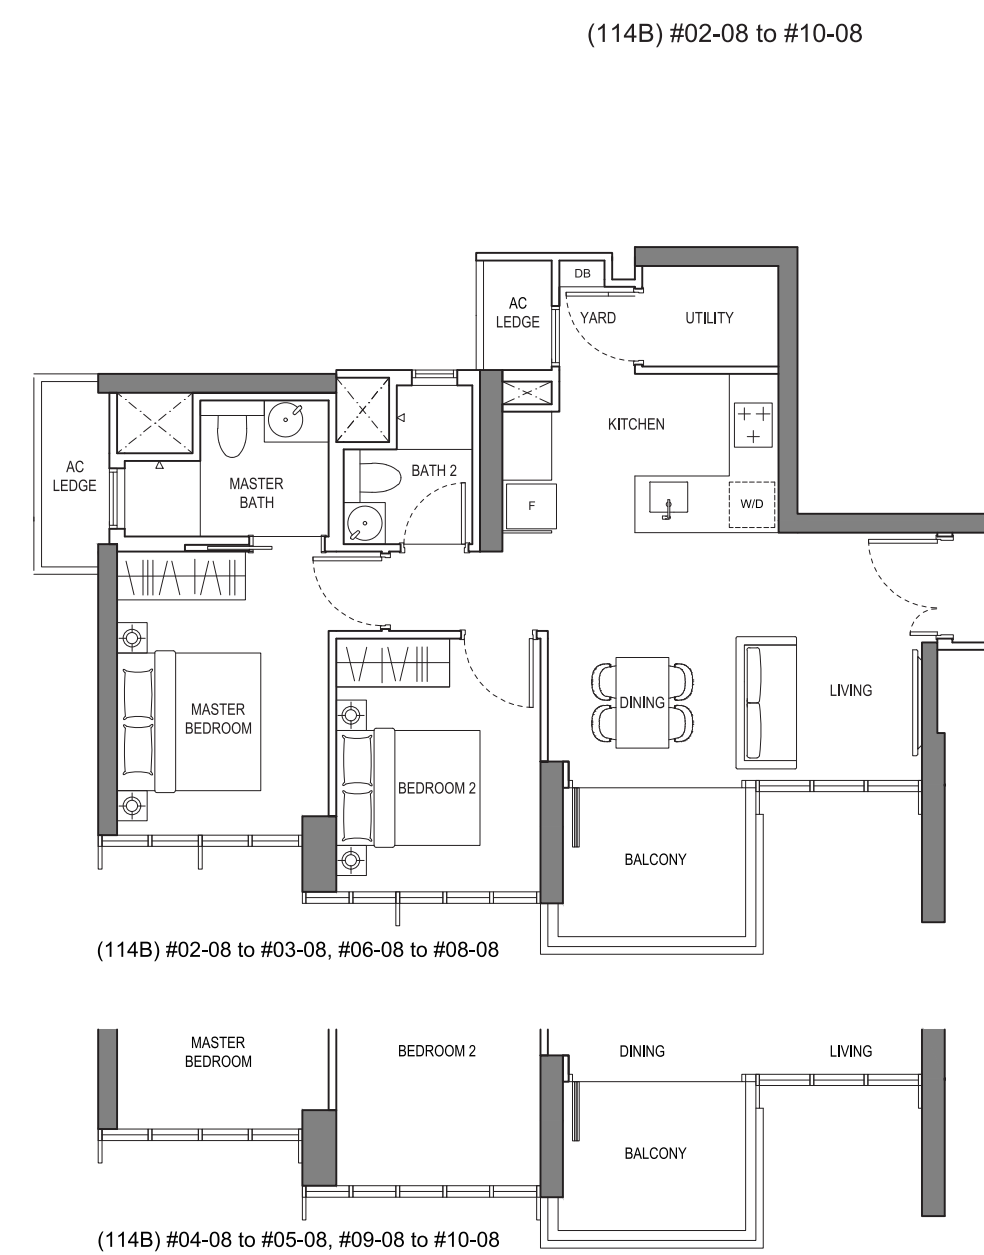 (114B) #02-08 to #10-08
DB
AC
LEDGE
YARD
UTILITY
KITCHEN
AC
LEDGE
MASTER
BATH
BATH 2
F
W/D
MASTER
BEDROOM
BEDROOM 2
DINING
LIVING
BALCONY
(114B) #02-08 to #03-08, #06-08 to #08-08
MASTER
BEDROOM
BEDROOM 2
DINING
LIVING
BALCONY
(114B) #04-08 to #05-08, #09-08 to #10-08